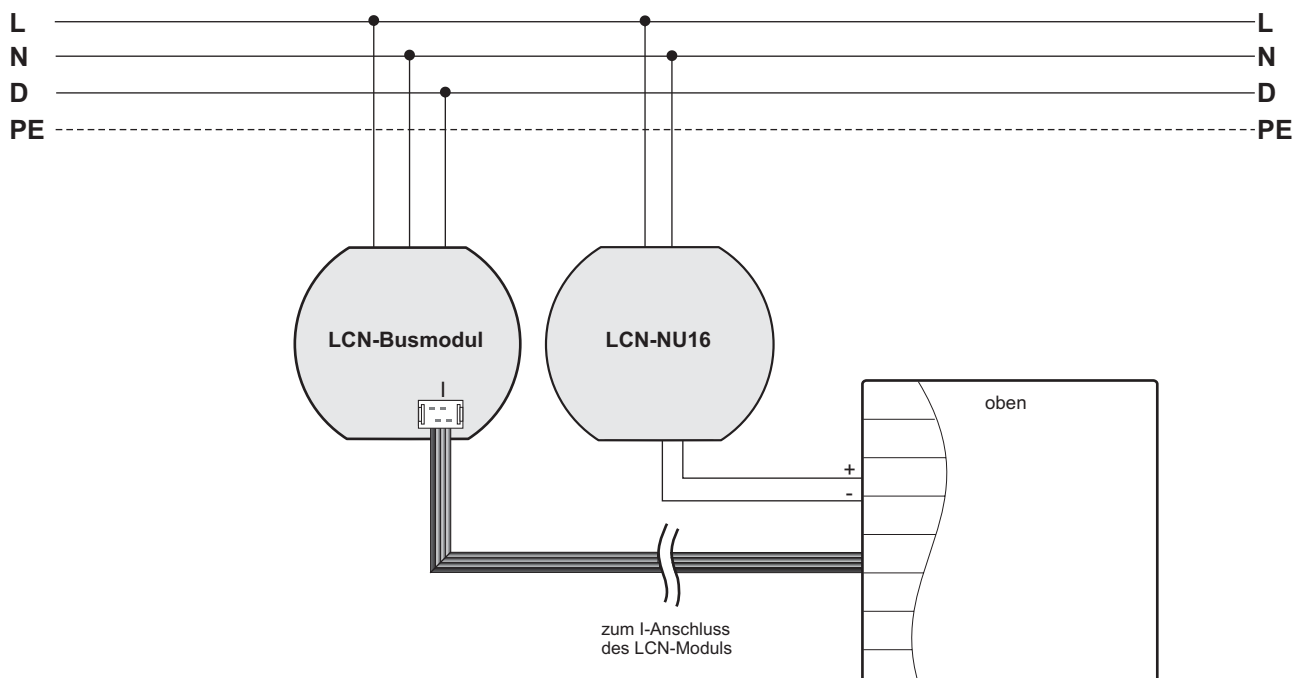 L L
N N
D D
PE PE
LCN-Busmodul LCN-NU16
I
oben
+
-
zum I-Anschluss
des LCN-Moduls